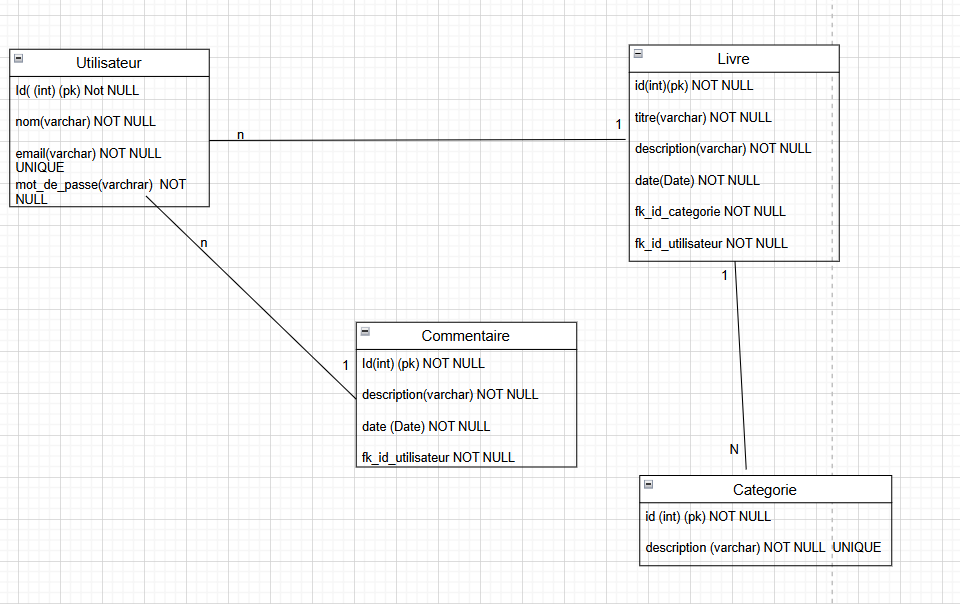 Utilisateur
Id( (int) (pk) Not NULL
nom(varchar) NOT NULL
email(varchar) NOT NULL
UNIQUE
mot_de_passe(varchrar)  NOT
NULL
n
1
Livre
id(int)(pk) NOT NULL
titre(varchar) NOT NULL
description(varchar) NOT NULL
date(Date) NOT NULL
fk_id_categorie NOT NULL
fk_id_utilisateur NOT NULL
n
1
Commentaire
Id(int) (pk) NOT NULL
description(varchar) NOT NULL
date (Date) NOT NULL
fk_id_utilisateur NOT NULL
1
N
Categorie
id (int) (pk) NOT NULL
description (varchar) NOT NULL  UNIQUE